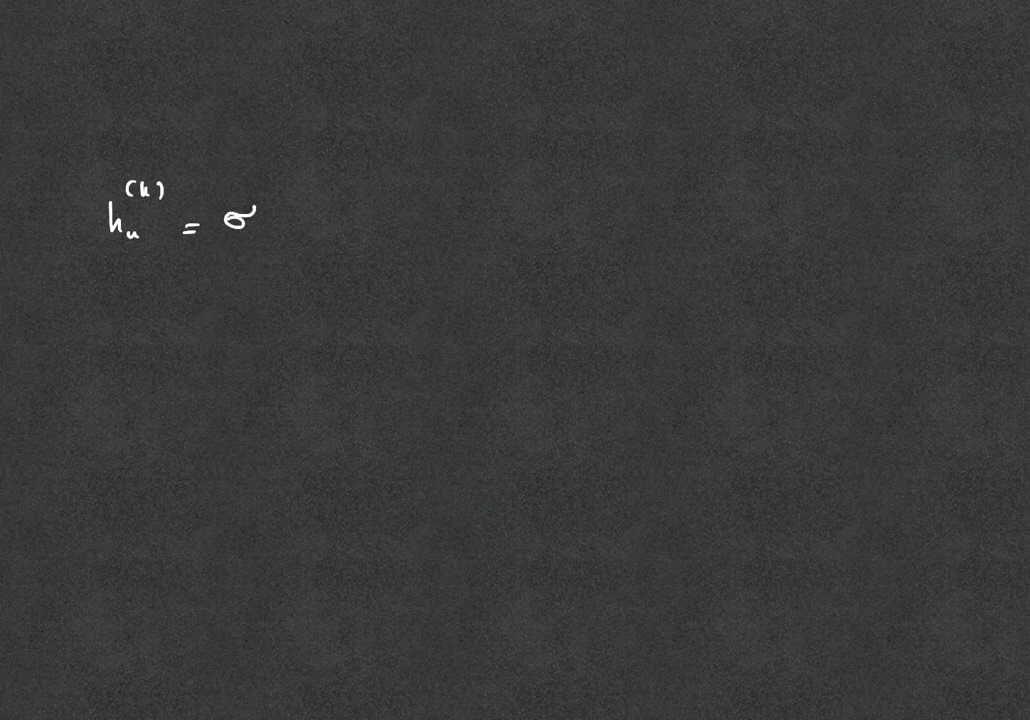 h_u^(k) = σ